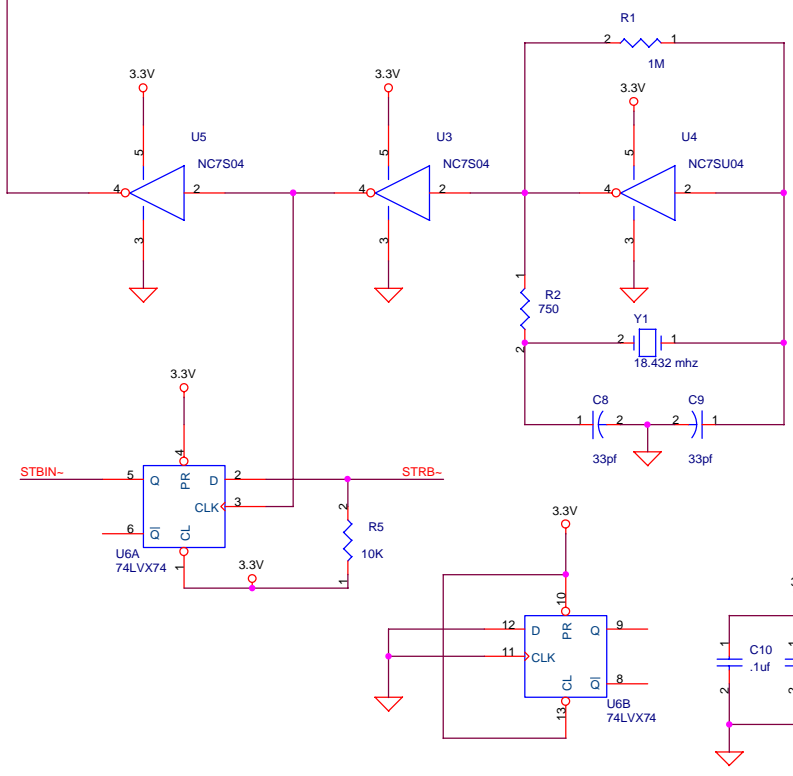 R1
2 1
1M
3.3V
3.3V
3.3V
U5
U3
U4
NC7S04
NC7S04
NC7SU04
5
5
5
4 2
4 2
4 2
3
3
3
1
R2
750
2
Y1
2 1
18.432 mhz
C8
C9
1 2
2 1
33pf
33pf
3.3V
4
STBIN~
5 Q
PR
D 2
STRB~
CLK 3
6 Q
CL
1
U6A
74LVX74
3.3V
2
R5
10K
1
3.3V
10
12 D
PR
Q 9
11 CLK
CL
Q 8
13
U6B
74LVX74
1
C10
.1uf
2
1
2